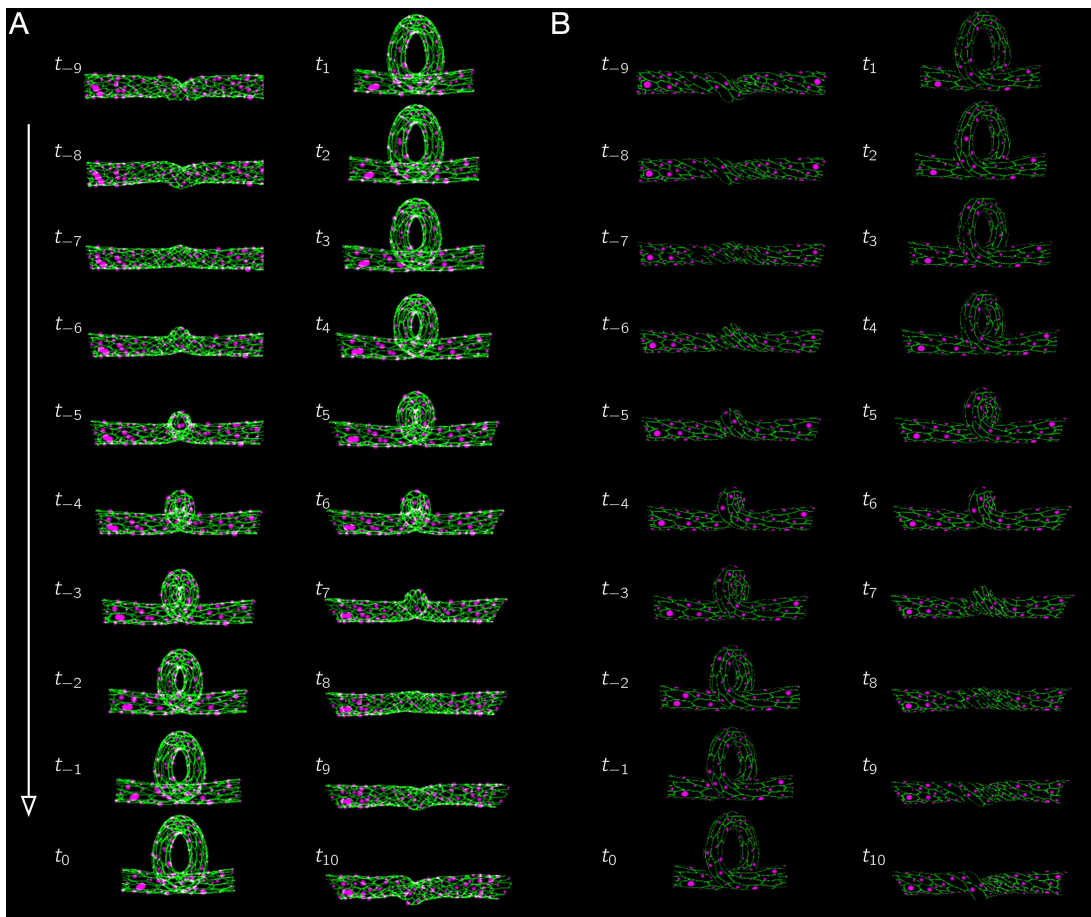 A
t₋₉
t₋₈
t₋₇
t₋₆
t₋₅
t₋₄
t₋₃
t₋₂
t₋₁
t₀
t₁
t₂
t₃
t₄
t₅
t₆
t₇
t₈
t₉
t₁₀
B
t₋₉
t₋₈
t₋₇
t₋₆
t₋₅
t₋₄
t₋₃
t₋₂
t₋₁
t₀
t₁
t₂
t₃
t₄
t₅
t₆
t₇
t₈
t₉
t₁₀